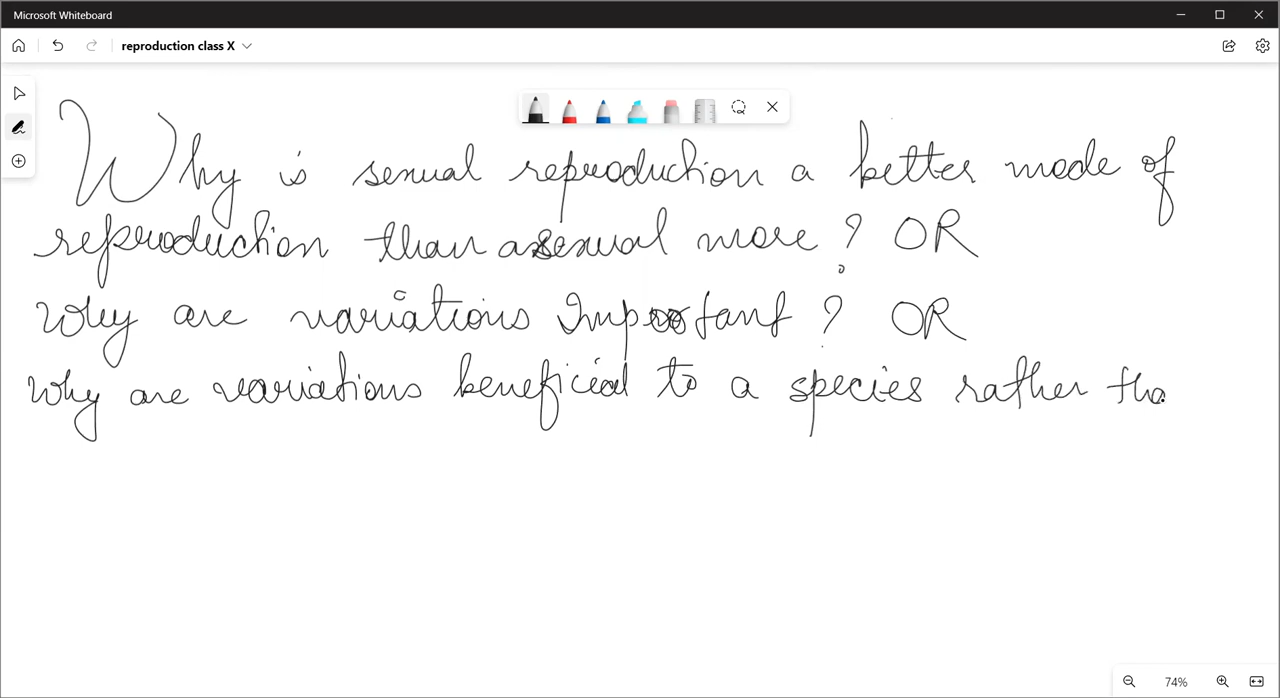 Microsoft Whiteboard
reproduction class X
Why is sexual reproduction a better mode of
reproduction than asexual more ? OR
Why are variations Important ? OR
Why are variations beneficial to a species rather tha
74%